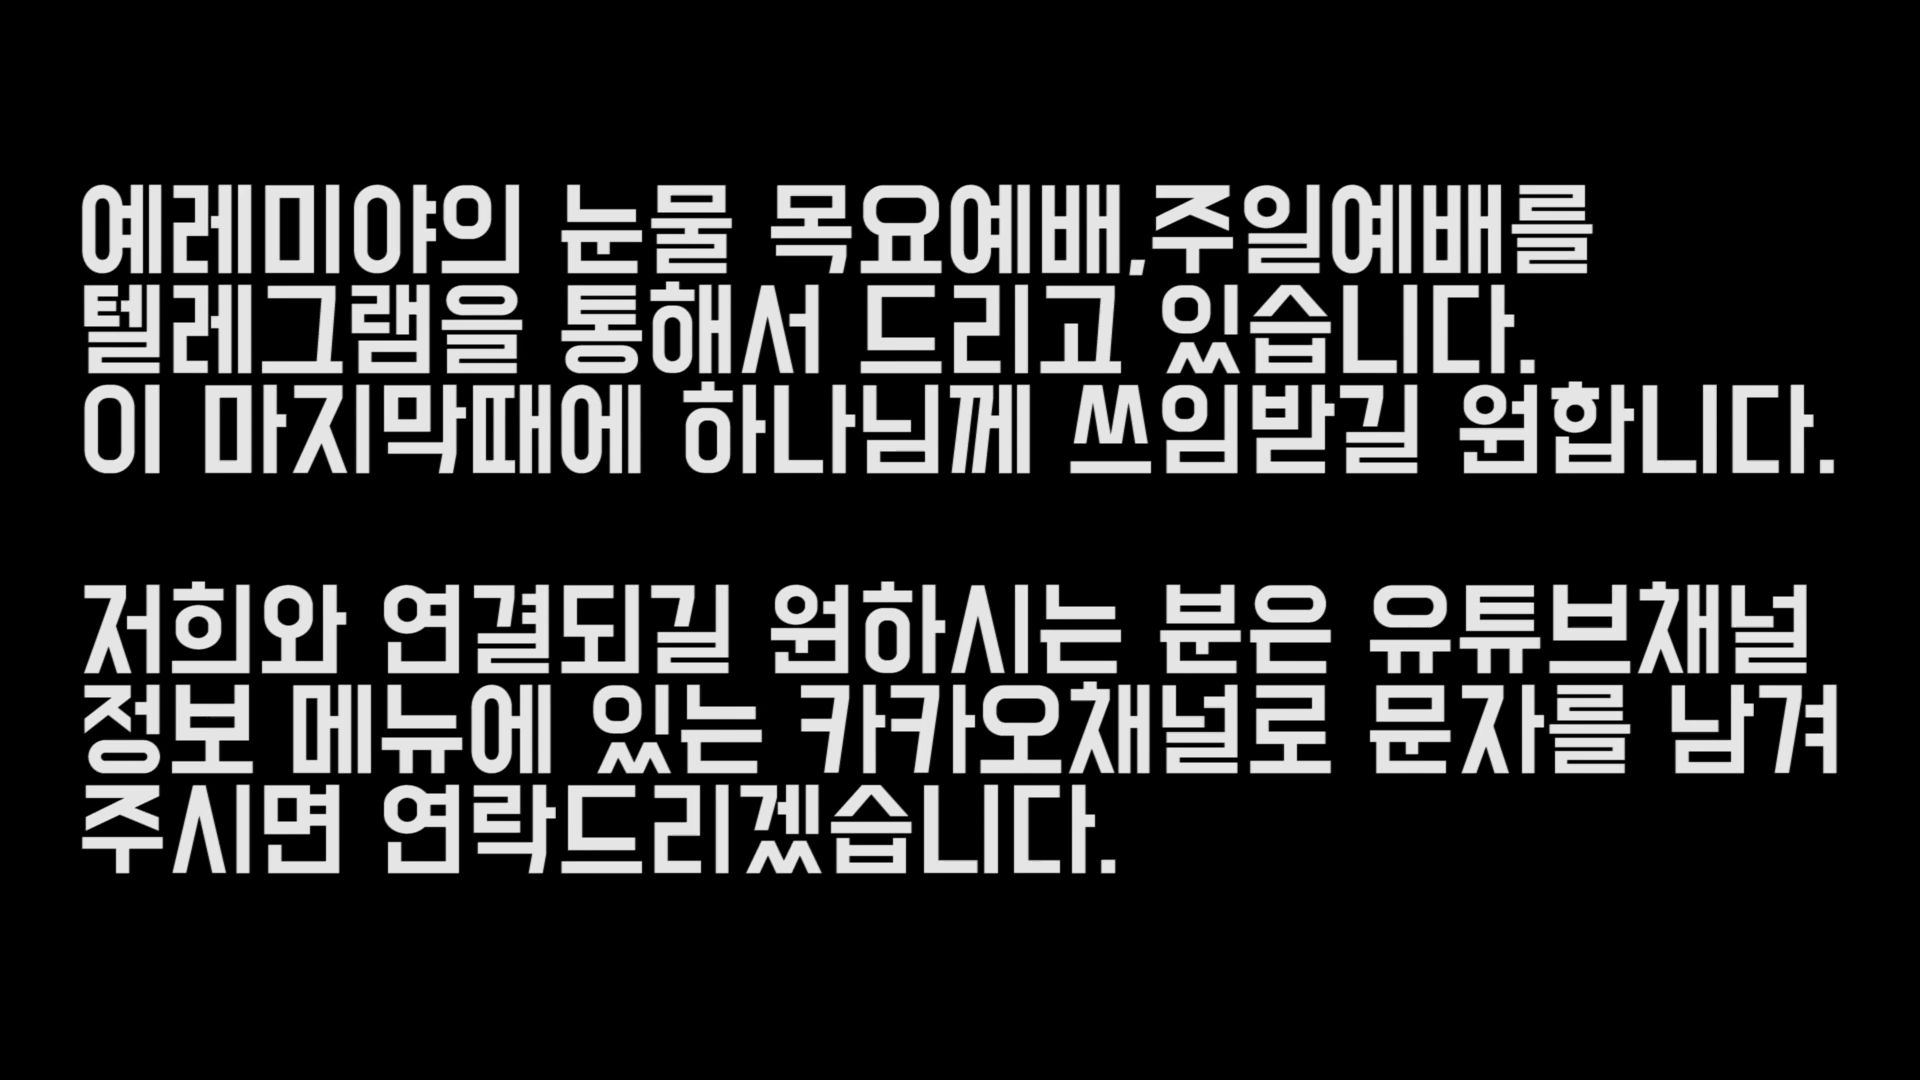 예레미야의 눈물 목요예배,주일예배를
텔레그램을 통해서 드리고 있습니다.
이 마지막때에 하나님께 쓰임받길 원합니다.
저희와 연결되길 원하시는 분은 유튜브채널
정보 메뉴에 있는 카카오채널로 문자를 남겨
주시면 연락드리겠습니다.